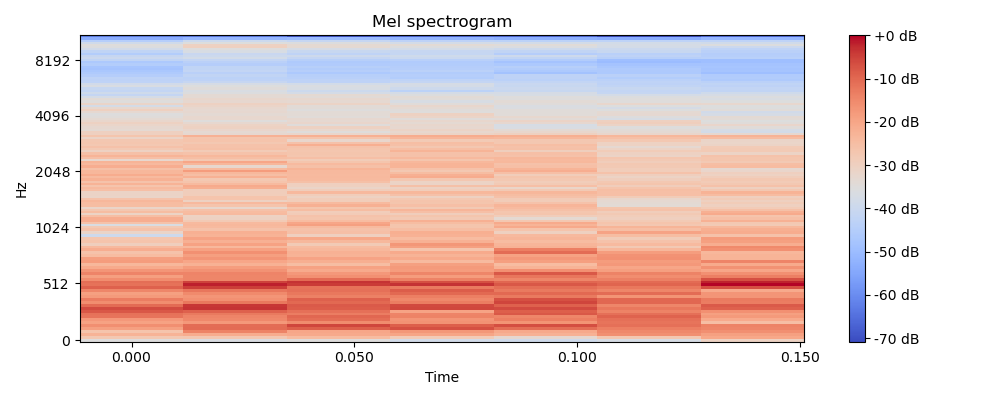 Mel spectrogram
Hz
8192
4096
2048
1024
512
0
0.000
0.050
0.100
0.150
Time
+0 dB
-10 dB
-20 dB
-30 dB
-40 dB
-50 dB
-60 dB
-70 dB